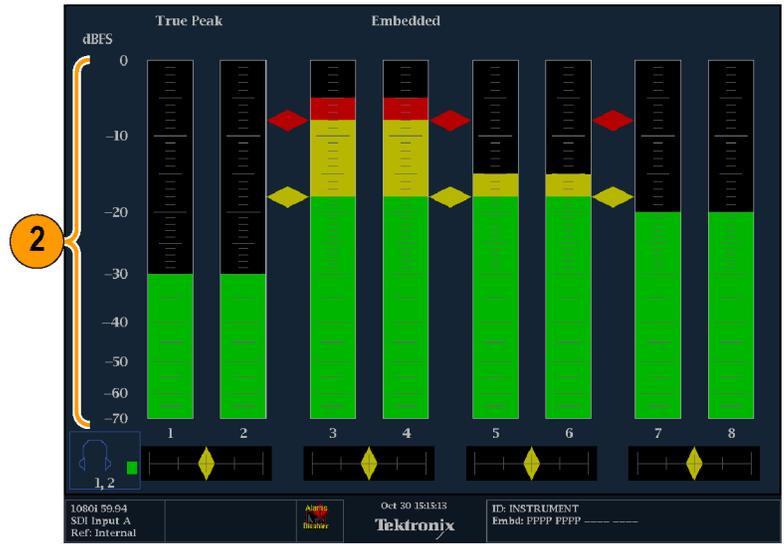 True Peak Embedded
dBFS
0
-10
2
-20
-30
-40
-50
-60
-70
1 2 3 4 5 6 7 8
1, 2
1080i 59.94
SDI Input A
Ref: Internal
Alarms
Disabled
Oct 30 15:15:13
Tektronix
ID: INSTRUMENT
Embd: PPPP PPPP ---- ----